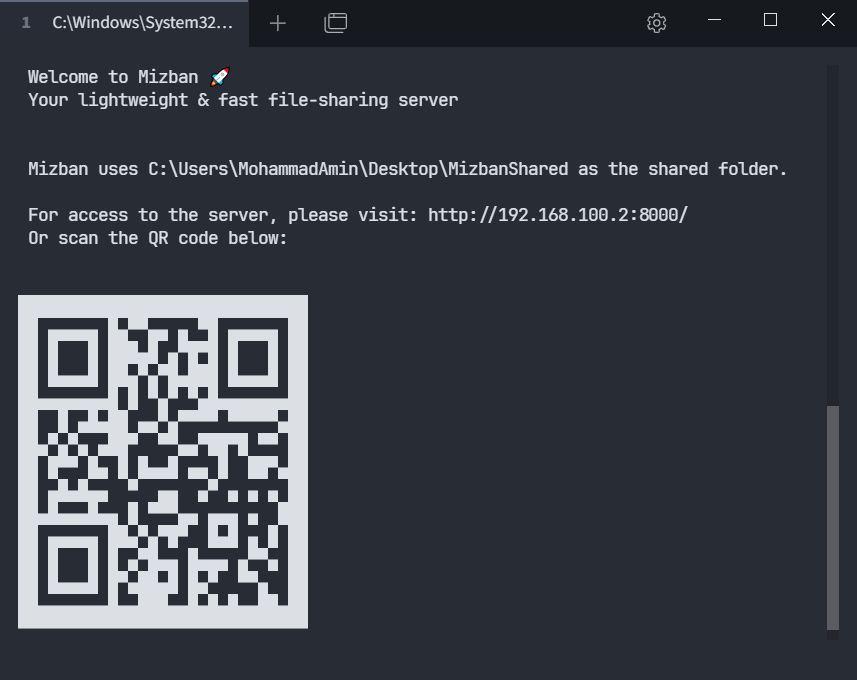 1 C:\Windows\System32...
Welcome to Mizban 🚀
Your lightweight & fast file-sharing server
Mizban uses C:\Users\MohammadAmin\Desktop\MizbanShared as the shared folder.
For access to the server, please visit: http://192.168.100.2:8000/
Or scan the QR code below: